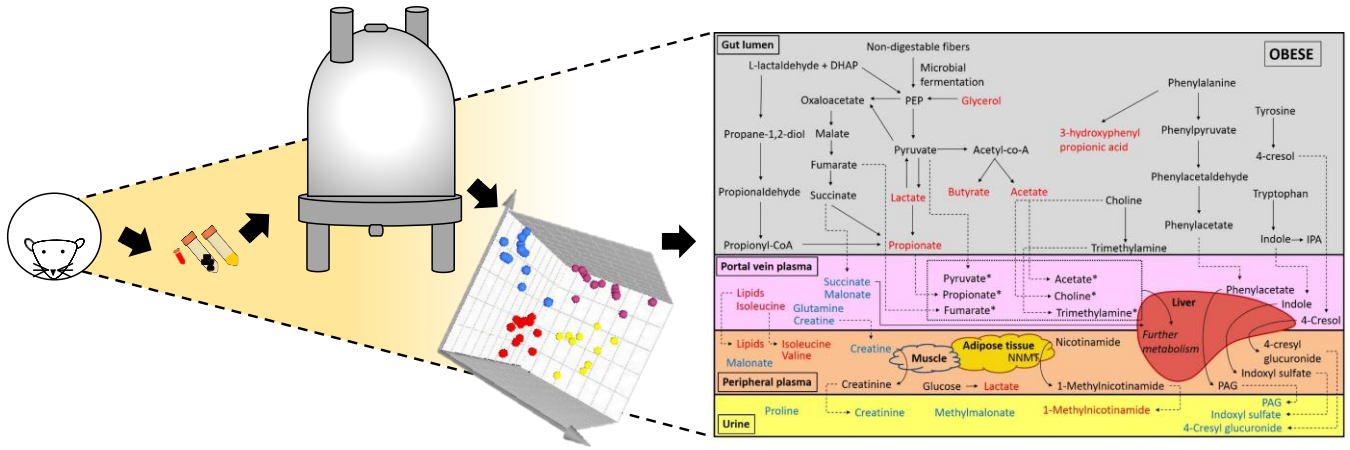 Gut lumen
OBESE
Non-digestable fibers
L-lactaldehyde + DHAP
Microbial
fermentation
Phenylalanine
Oxaloacetate
PEP
Glycerol
Tyrosine
Propane-1,2-diol
Malate
3-hydroxyphenyl
propionic acid
Phenylpyruvate
Pyruvate
Acetyl-co-A
4-cresol
Fumarate
Phenylacetaldehyde
Propionaldehyde
Succinate
Lactate
Butyrate
Acetate
Choline
Tryptophan
Phenylacetate
Propionyl-CoA
Propionate
Trimethylamine
Indole
IPA
Portal vein plasma
Succinate
Malonate
Pyruvate*
Acetate*
Phenylacetate
Lipids
Isoleucine
Propionate*
Choline*
Liver
Indole
Glutamine
Creatine
Fumarate*
Trimethylamine*
4-Cresol
Further
metabolism
Lipids
Isoleucine
Valine
Creatine
Muscle
Adipose tissue
NNMT
Nicotinamide
4-cresyl
glucuronide
Malonate
Indoxyl sulfate
Peripheral plasma
Creatinine
Glucose
Lactate
1-Methylnicotinamide
PAG
Urine
Proline
Creatinine
Methylmalonate
1-Methylnicotinamide
PAG
Indoxyl sulfate
4-Cresyl glucuronide